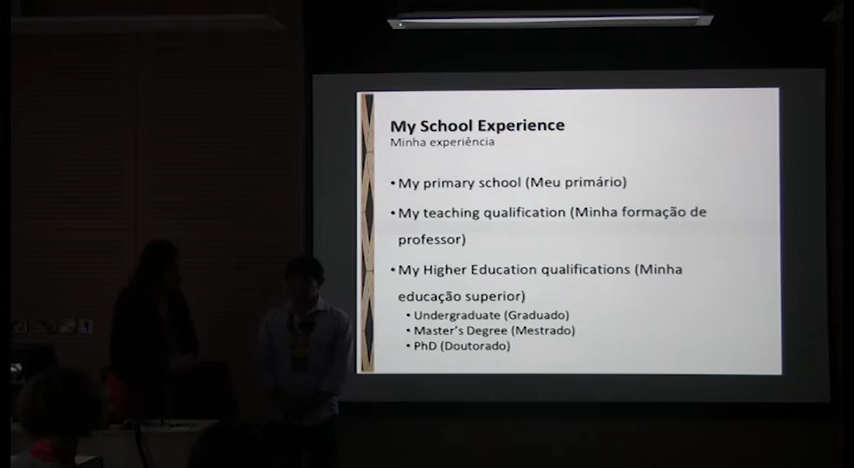 My School Experience
Minha experiência
• My primary school (Meu primário)
• My teaching qualification (Minha formação de
professor)
• My Higher Education qualifications (Minha
educação superior)
• Undergraduate (Graduado)
• Master's Degree (Mestrado)
• PhD (Doutorado)